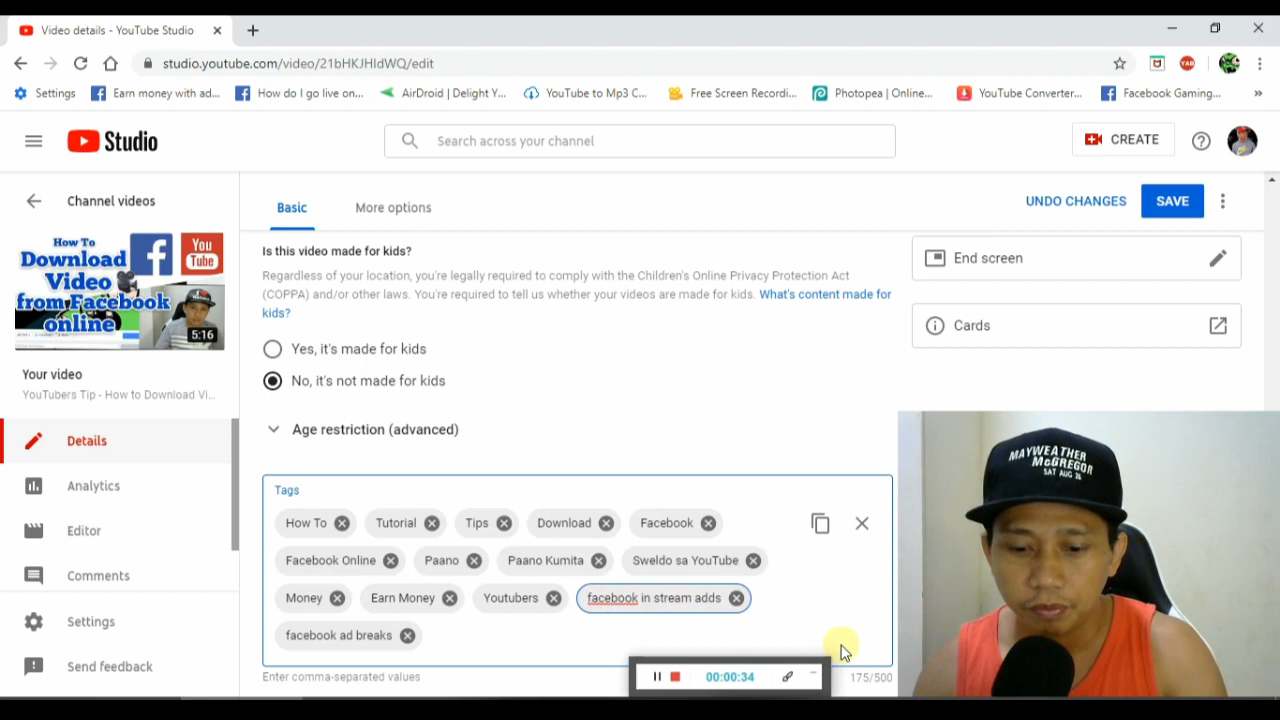 Video details - YouTube Studio
studio.youtube.com/video/21bHKJHIdWQ/edit
Settings
Earn money with ad...
How do I go live on...
AirDroid | Delight Y...
YouTube to Mp3 C...
Free Screen Recordi...
Photopea | Online...
YouTube Converter...
Facebook Gaming...
»
Studio
Search across your channel
CREATE
Channel videos
Basic
More options
UNDO CHANGES
SAVE
How To
Download
Video
from Facebook
online
You
Tube
5:16
Your video
YouTubers Tip - How to Download Vi...
Details
Analytics
Editor
Comments
Settings
Send feedback
Is this video made for kids?
Regardless of your location, you're legally required to comply with the Children's Online Privacy Protection Act
(COPPA) and/or other laws. You're required to tell us whether your videos are made for kids. What's content made for
kids?
Yes, it's made for kids
No, it's not made for kids
Age restriction (advanced)
End screen
Cards
Tags
How To Tutorial Tips Download Facebook
Facebook Online Paano Paano Kumita Sweldo sa YouTube
Money Earn Money Youtubers facebook in stream adds
facebook ad breaks
Enter comma-separated values
175/500
00:00:34
MAYWEATHER
McGREGOR
SAT AUG 26